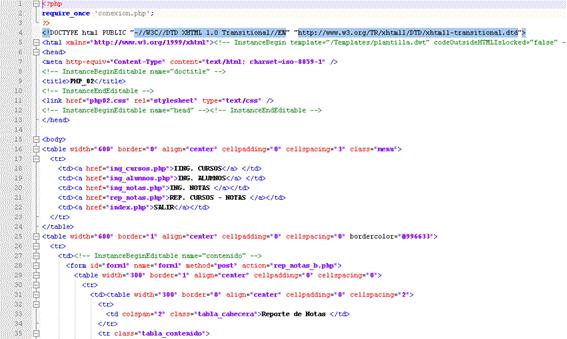 1 <?php
2 require_once 'conexion.php';
3 ?>
4 <!DOCTYPE html PUBLIC "-//W3C//DTD XHTML 1.0 Transitional//EN" "http://www.w3.org/TR/xhtml1/DTD/xhtml1-transitional.dtd">
5 <html xmlns="http://www.w3.org/1999/xhtml"><!-- InstanceBegin template="/Templates/plantilla.dwt" codeOutsideHTMLIsLocked="false" -
6 <head>
7 <meta http-equiv="Content-Type" content="text/html; charset=iso-8859-1" />
8 <!-- InstanceBeginEditable name="doctitle" -->
9 <title>PHP_02</title>
10 <!-- InstanceEndEditable -->
11 <link href="php02.css" rel="stylesheet" type="text/css" />
12 <!-- InstanceBeginEditable name="head" --><!-- InstanceEndEditable -->
13 </head>
14
15 <body>
16 <table width="600" border="0" align="center" cellpadding="0" cellspacing="3" class="menu">
17 <tr>
18 <td><a href="ing_cursos.php">IING. CURSOS</a> </td>
19 <td><a href="ing_alumnos.php">ING. ALUMNOS</a> </td>
20 <td><a href="ing_notas.php">ING. NOTAS </a></td>
21 <td><a href="rep_notas.php">REP. CURSOS - NOTAS </a></td>
22 <td><a href="index.php">SALIR</a></td>
23 </tr>
24 </table>
25 <table width="600" border="1" align="center" cellpadding="0" cellspacing="0" bordercolor="#996633">
26 <tr>
27 <td><!-- InstanceBeginEditable name="contenido" -->
28 <form id="form1" name="form1" method="post" action="rep_notas_b.php">
29 <table width="300" border="1" align="center" cellpadding="0" cellspacing="0">
30 <tr>
31 <td><table width="300" border="0" align="center" cellpadding="0" cellspacing="2">
32 <tr>
33 <td colspan="2" class="tabla_cabecera">Reporte de Notas </td>
34 </tr>
35 <tr class="tabla_contenido">